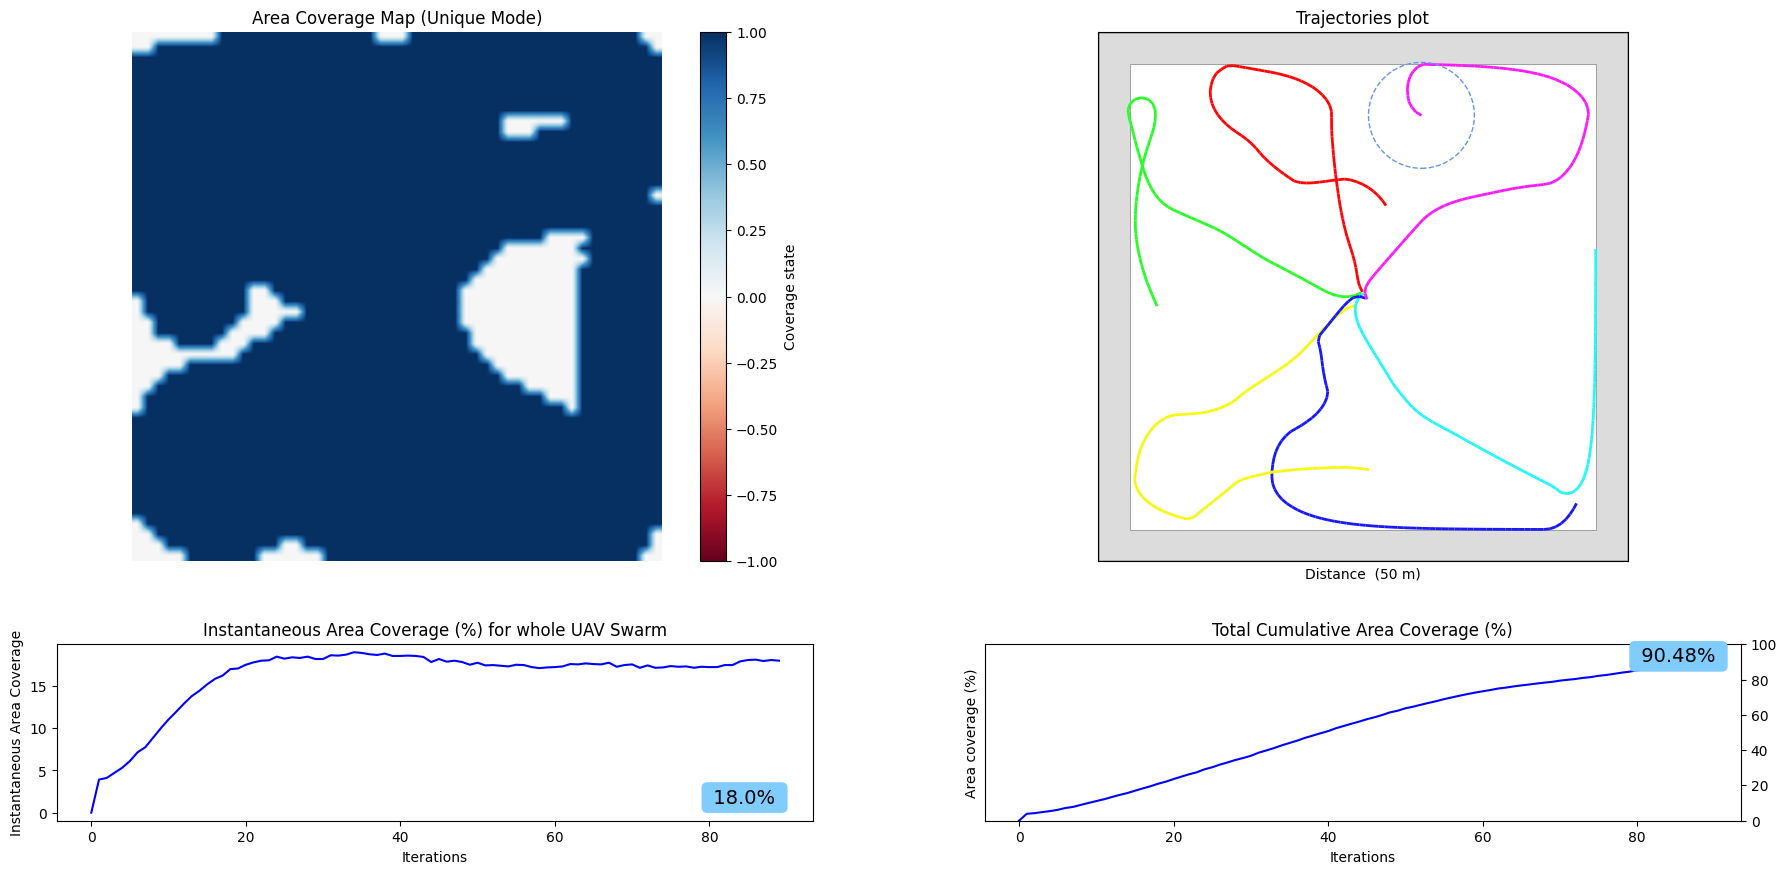 Area Coverage Map (Unique Mode)
1.00
0.75
0.50
0.25
0.00
−0.25
−0.50
−0.75
−1.00
Coverage state
Trajectories plot
Distance  (50 m)
Instantaneous Area Coverage (%) for whole UAV Swarm
Instantaneous Area Coverage
15
10
5
0
18.0%
0 20 40 60 80
Iterations
Total Cumulative Area Coverage (%)
Area coverage (%)
90.48%
100
80
60
40
20
0
0 20 40 60 80
Iterations